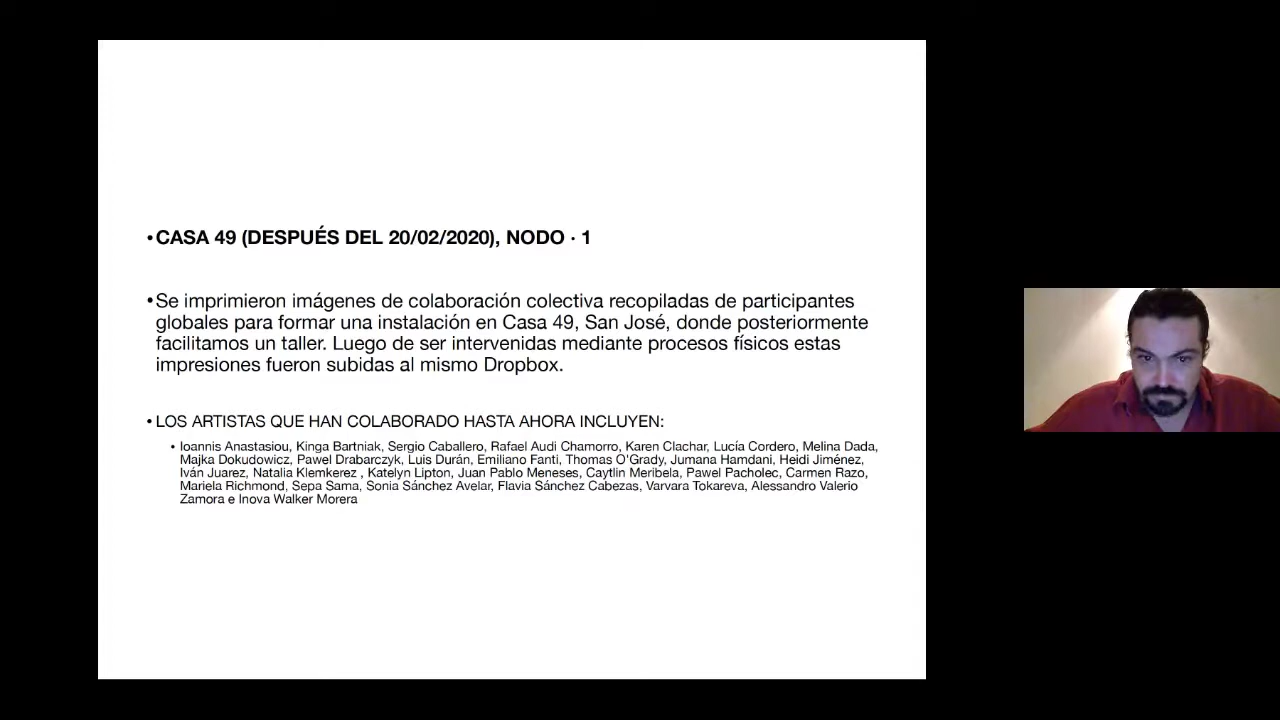 •CASA 49 (DESPUÉS DEL 20/02/2020), NODO · 1
•Se imprimieron imágenes de colaboración colectiva recopiladas de participantes
globales para formar una instalación en Casa 49, San José, donde posteriormente
facilitamos un taller. Luego de ser intervenidas mediante procesos físicos estas
impresiones fueron subidas al mismo Dropbox.
• LOS ARTISTAS QUE HAN COLABORADO HASTA AHORA INCLUYEN:
• Ioannis Anastasiou, Kinga Bartniak, Sergio Caballero, Rafael Audi Chamorro, Karen Clachar, Lucía Cordero, Melina Dada,
Majka Dokudowicz, Pawel Drabarczyk, Luis Durán, Emiliano Fanti, Thomas O'Grady, Jumana Hamdani, Heidi Jiménez,
Iván Juarez, Natalia Klemkerez , Katelyn Lipton, Juan Pablo Meneses, Caytlin Meribela, Pawel Pacholec, Carmen Razo,
Mariela Richmond, Sepa Sama, Sonia Sánchez Avelar, Flavia Sánchez Cabezas, Varvara Tokareva, Alessandro Valerio
Zamora e Inova Walker Morera